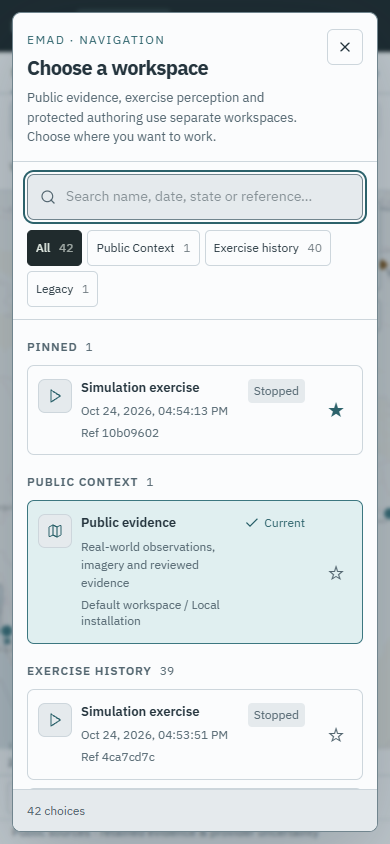 EMAD · NAVIGATION
Choose a workspace
Public evidence, exercise perception and
protected authoring use separate workspaces.
Choose where you want to work.
Search name, date, state or reference...
All 42 Public Context 1 Exercise history 40
Legacy 1
PINNED 1
Simulation exercise Stopped
Oct 24, 2026, 04:54:13 PM
Ref 10b09602
PUBLIC CONTEXT 1
Public evidence Current
Real-world observations,
imagery and reviewed
evidence
Default workspace / Local
installation
EXERCISE HISTORY 39
Simulation exercise Stopped
Oct 24, 2026, 04:53:51 PM
Ref 4ca7cd7c
42 choices